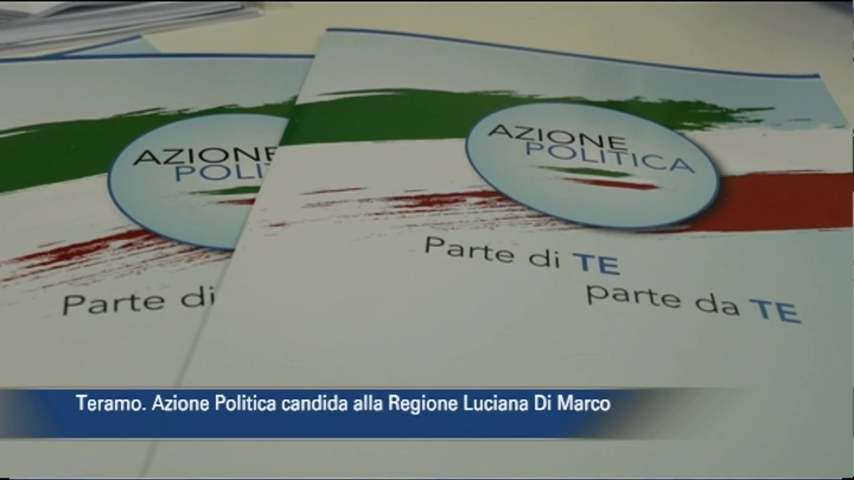 AZIONE
POLIT
Parte di
AZIONE
POLITICA
Parte di TE
parte da TE
Teramo. Azione Politica candida alla Regione Luciana Di Marco